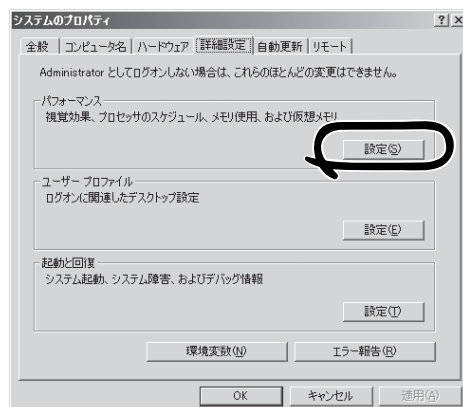 システムのプロパティ
全般 コンピュータ名 ハードウェア 詳細設定 自動更新 リモート
Administrator としてログオンしない場合は、これらのほとんどの変更はできません。
パフォーマンス
視覚効果、プロセッサのスケジュール、メモリ使用、および仮想メモリ
設定(S)
ユーザー プロファイル
ログオンに関連したデスクトップ設定
設定(E)
起動と回復
システム起動、システム障害、およびデバッグ情報
設定(T)
環境変数(N) エラー報告(R)
OK キャンセル 適用(A)